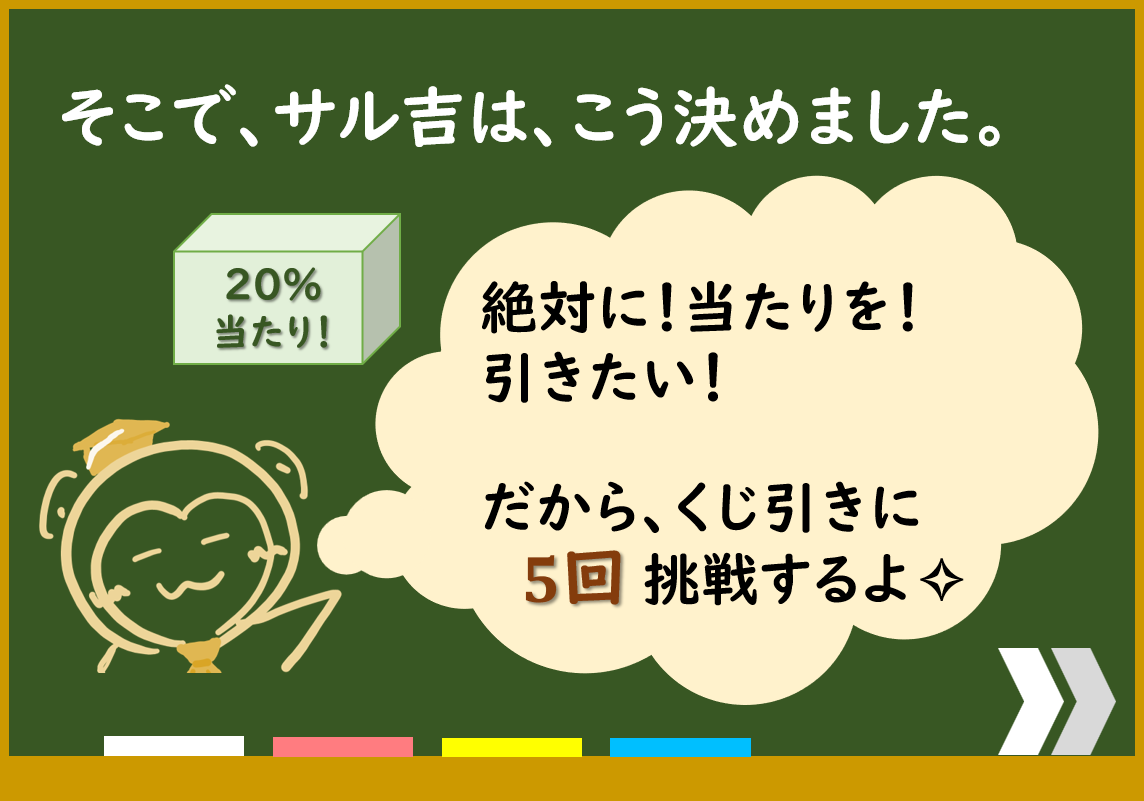 そこで、サル吉は、こう決めました。
20%
当たり!
絶対に!当たりを!
引きたい!
だから、くじ引きに
5回 挑戦するよ✧